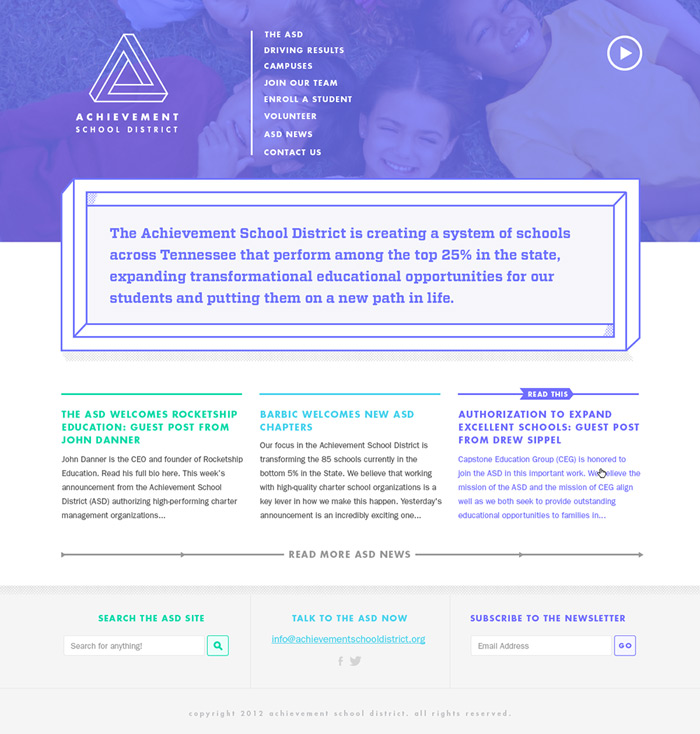 ACHIEVEMENT
SCHOOL DISTRICT
THE ASD
DRIVING RESULTS
CAMPUSES
JOIN OUR TEAM
ENROLL A STUDENT
VOLUNTEER
ASD NEWS
CONTACT US
The Achievement School District is creating a system of schools
across Tennessee that perform among the top 25% in the state,
expanding transformational educational opportunities for our
students and putting them on a new path in life.
THE ASD WELCOMES ROCKETSHIP
EDUCATION: GUEST POST FROM
JOHN DANNER
John Danner is the CEO and founder of Rocketship
Education. Read his full bio here. This week's
announcement from the Achievement School
District (ASD) authorizing high-performing charter
management organizations...
BARBIC WELCOMES NEW ASD
CHAPTERS
Our focus in the Achievement School District is
transforming the 85 schools currently in the
bottom 5% in the State. We believe that working
with high-quality charter school organizations is a
key lever in how we make this happen. Yesterday's
announcement is an incredibly exciting one...
READ THIS
AUTHORIZATION TO EXPAND
EXCELLENT SCHOOLS: GUEST POST
FROM DREW SIPPEL
Capstone Education Group (CEG) is honored to
join the ASD in this important work. We believe the
mission of the ASD and the mission of CEG align
well as we both seek to provide outstanding
educational opportunities to families in...
READ MORE ASD NEWS
SEARCH THE ASD SITE
Search for anything!
TALK TO THE ASD NOW
info@achievementschooldistrict.org
SUBSCRIBE TO THE NEWSLETTER
Email Address
GO
copyright 2012 achievement school district. all rights reserved.